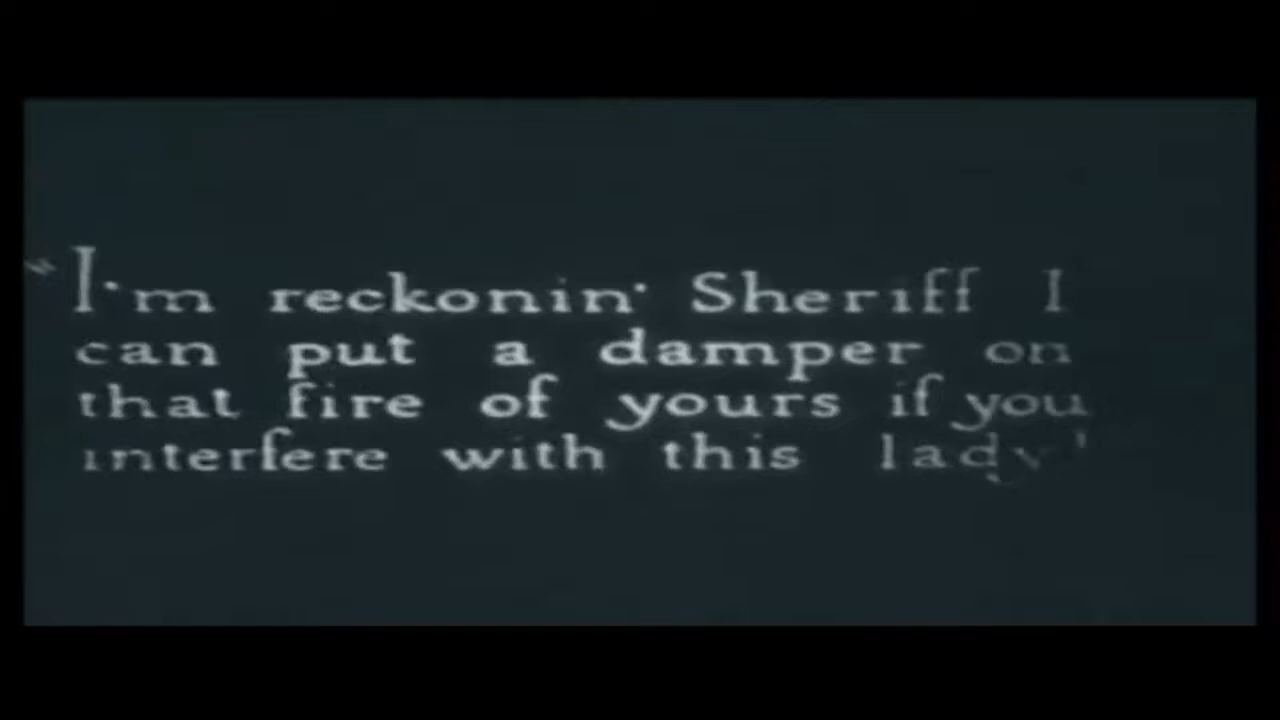 "I'm reckonin' Sheriff I
can put a damper on
that fire of yours if you
interfere with this lady"